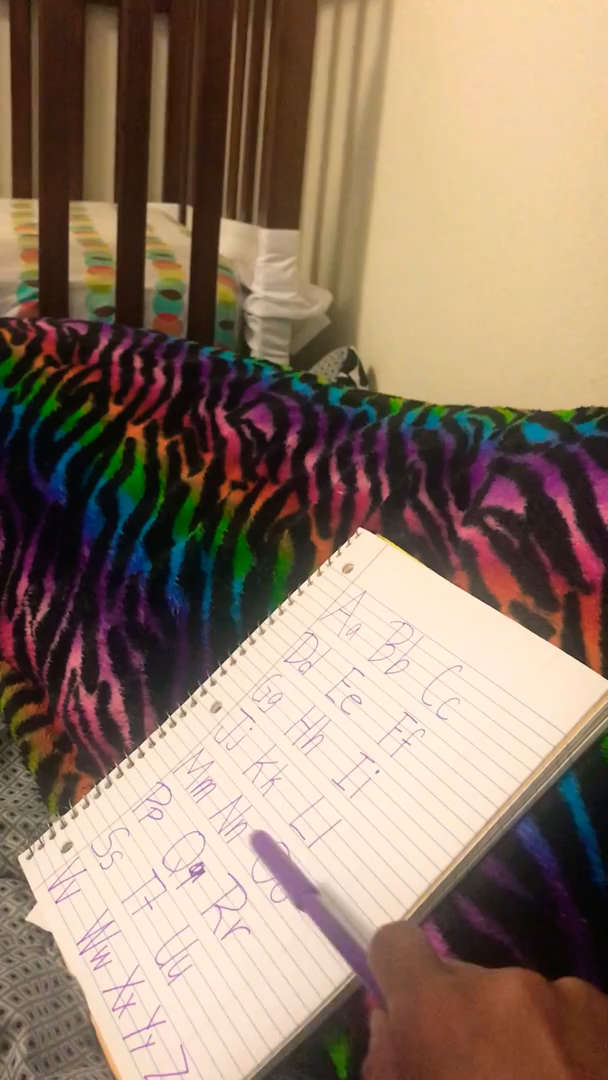 Aa Bb Cc
Dd Ee Ff
Gg Hh Ii
Jj Kk Ll
Mm Nn Oo
Pp Qq Rr
Ss Tt Uu
Vv Ww Xx Yy Z